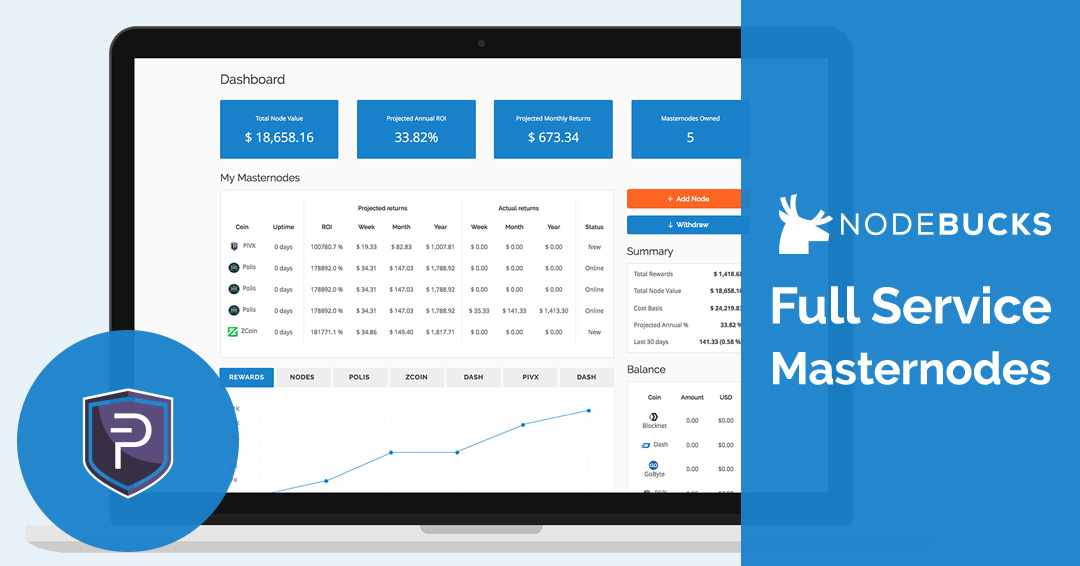 Dashboard
Total Node Value
$ 18,658.16
Projected Annual ROI
33.82%
Projected Monthly Returns
$ 673.34
Masternodes Owned
5
My Masternodes
Projected returns Actual returns
Coin Uptime ROI Week Month Year Week Month Year Status
PIVX 0 days 100780.7 % $ 19.33 $ 82.83 $ 1,007.81 $ 0.00 $ 0.00 $ 0.00 New
Polis 0 days 178892.0 % $ 34.31 $ 147.03 $ 1,788.92 $ 0.00 $ 0.00 $ 0.00 Online
Polis 0 days 178892.0 % $ 34.31 $ 147.03 $ 1,788.92 $ 0.00 $ 0.00 $ 0.00 Online
Polis 0 days 178892.0 % $ 34.31 $ 147.03 $ 1,788.92 $ 35.33 $ 141.33 $ 1,413.30 Online
ZCoin 0 days 181771.1 % $ 34.86 $ 149.40 $ 1,817.71 $ 0.00 $ 0.00 $ 0.00 New
+ Add Node
↓ Withdraw
Summary
Total Rewards $ 1,418.68
Total Node Value $ 18,658.16
Cost Basis $ 24,219.83
Projected Annual % 33.82 %
Last 30 days 141.33 (0.58 %)
REWARDS NODES POLIS ZCOIN DASH PIVX DASH
Balance
Coin Amount USD
Blocknet 0.00 $0.00
Dash 0.00 $0.00
GoByte 0.00 $0.00
NODEBUCKS
Full Service
Masternodes